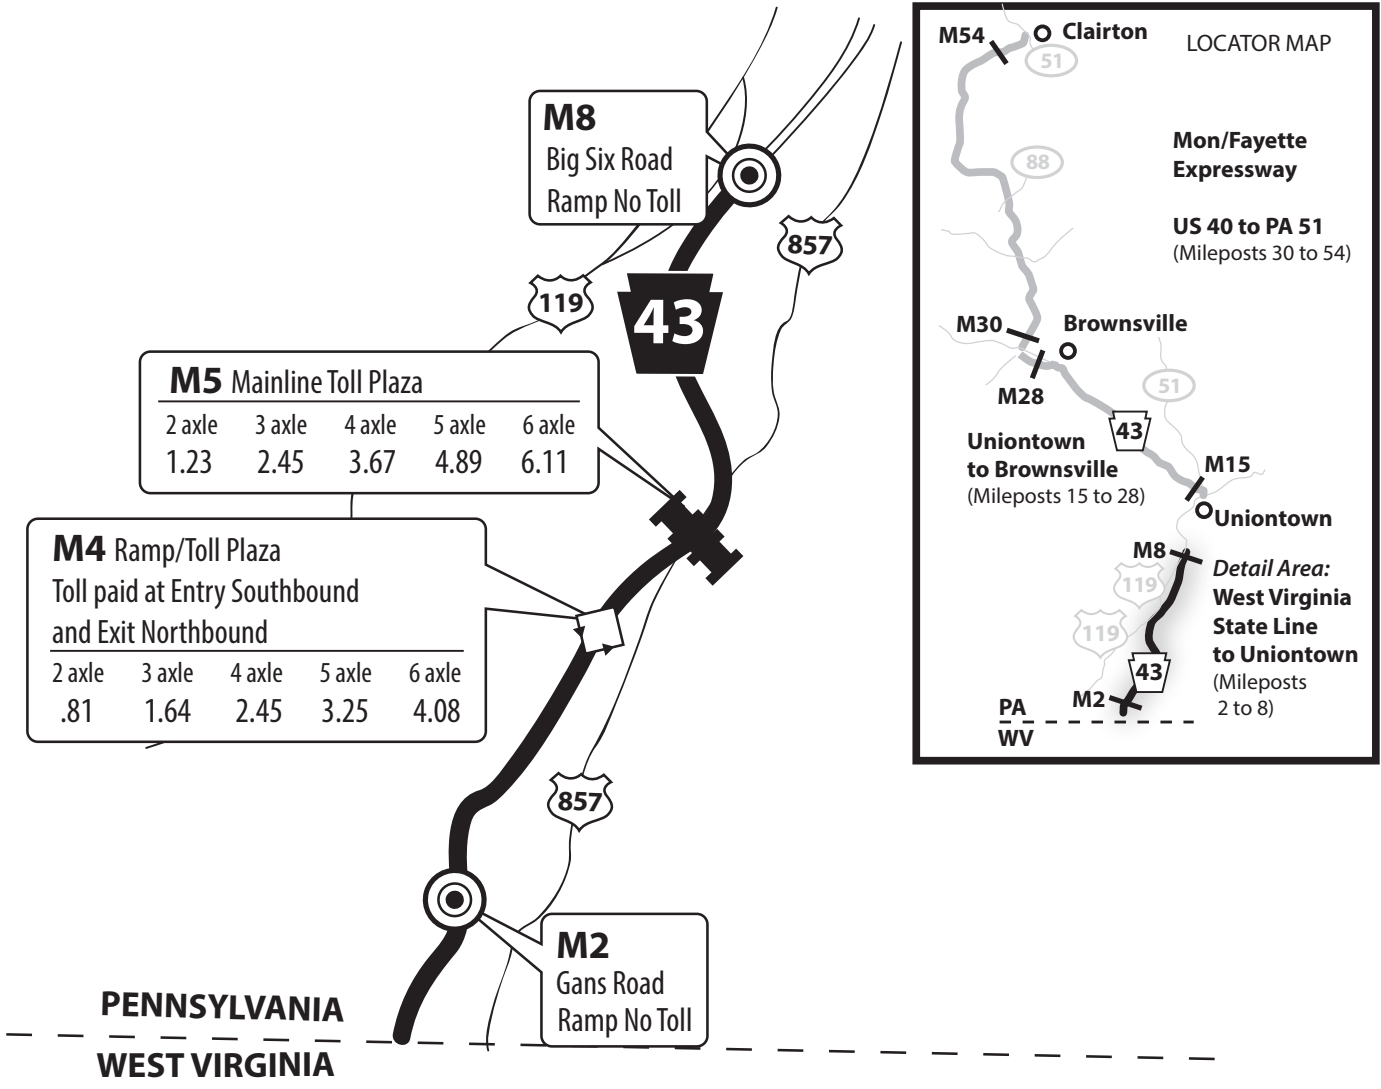 M8
Big Six Road
Ramp No Toll
857
119
43
M5 Mainline Toll Plaza
2 axle 3 axle 4 axle 5 axle 6 axle
1.23 2.45 3.67 4.89 6.11
M4 Ramp/Toll Plaza
Toll paid at Entry Southbound
and Exit Northbound
2 axle 3 axle 4 axle 5 axle 6 axle
.81 1.64 2.45 3.25 4.08
857
M2
Gans Road
Ramp No Toll
PENNSYLVANIA
WEST VIRGINIA
M54
Clairton
LOCATOR MAP
51
Mon/Fayette
Expressway
88
US 40 to PA 51
(Mileposts 30 to 54)
M30
Brownsville
M28
51
43
Uniontown
to Brownsville
(Mileposts 15 to 28)
M15
Uniontown
M8
119
Detail Area:
West Virginia
State Line
to Uniontown
(Mileposts
2 to 8)
119
43
M2
PA
WV